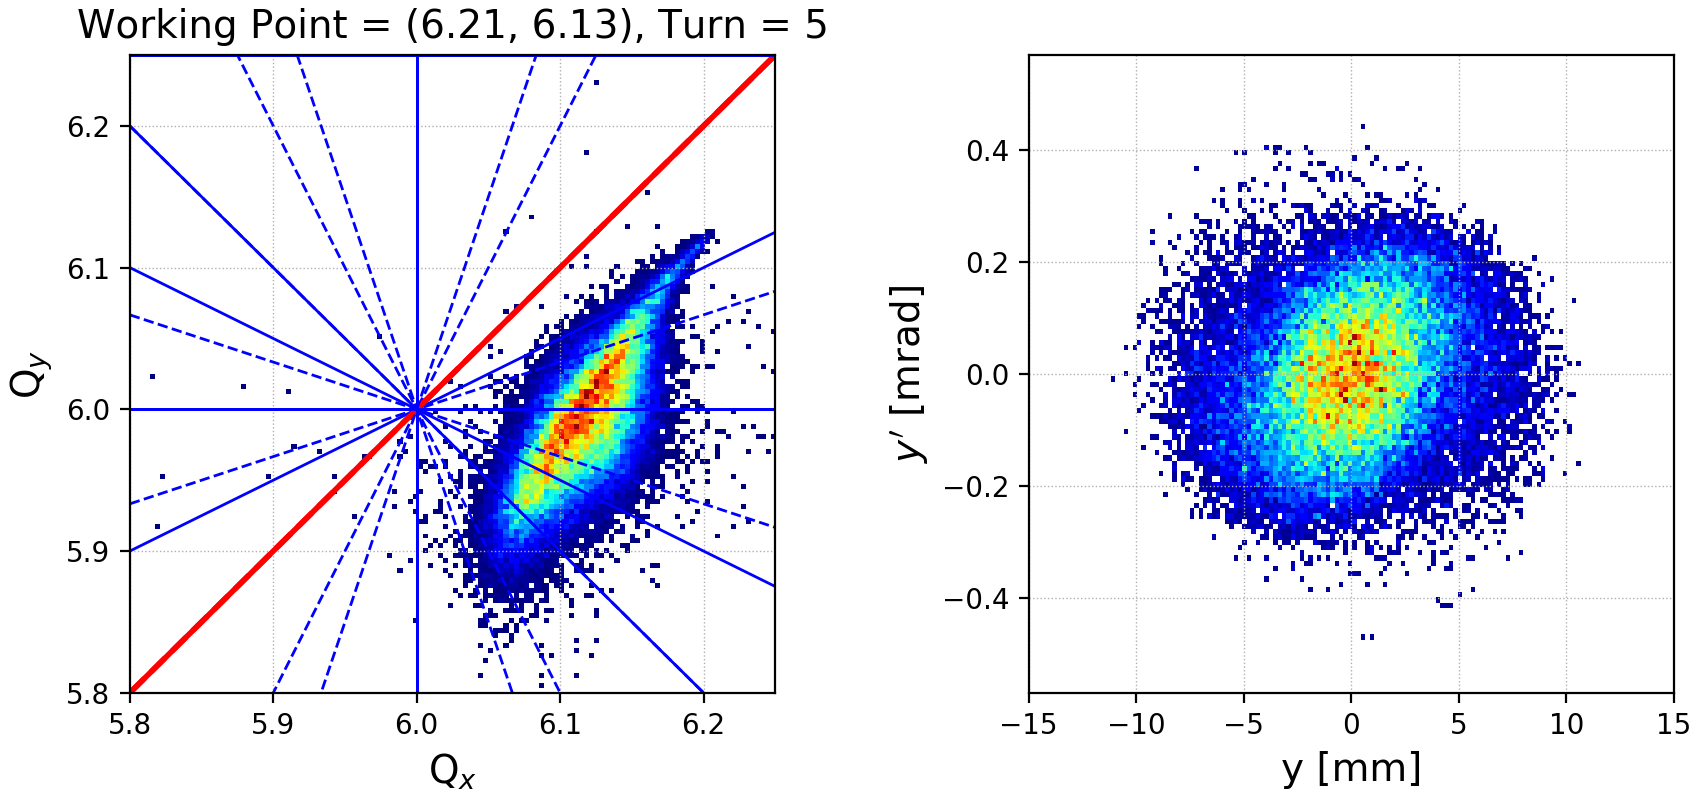 Working Point = (6.21, 6.13), Turn = 5
6.2
6.1
6.0
5.9
5.8
5.8 5.9 6.0 6.1 6.2
Qy
Qx
0.4
0.2
0.0
−0.2
−0.4
−15 −10 −5 0 5 10 15
y′ [mrad]
y [mm]